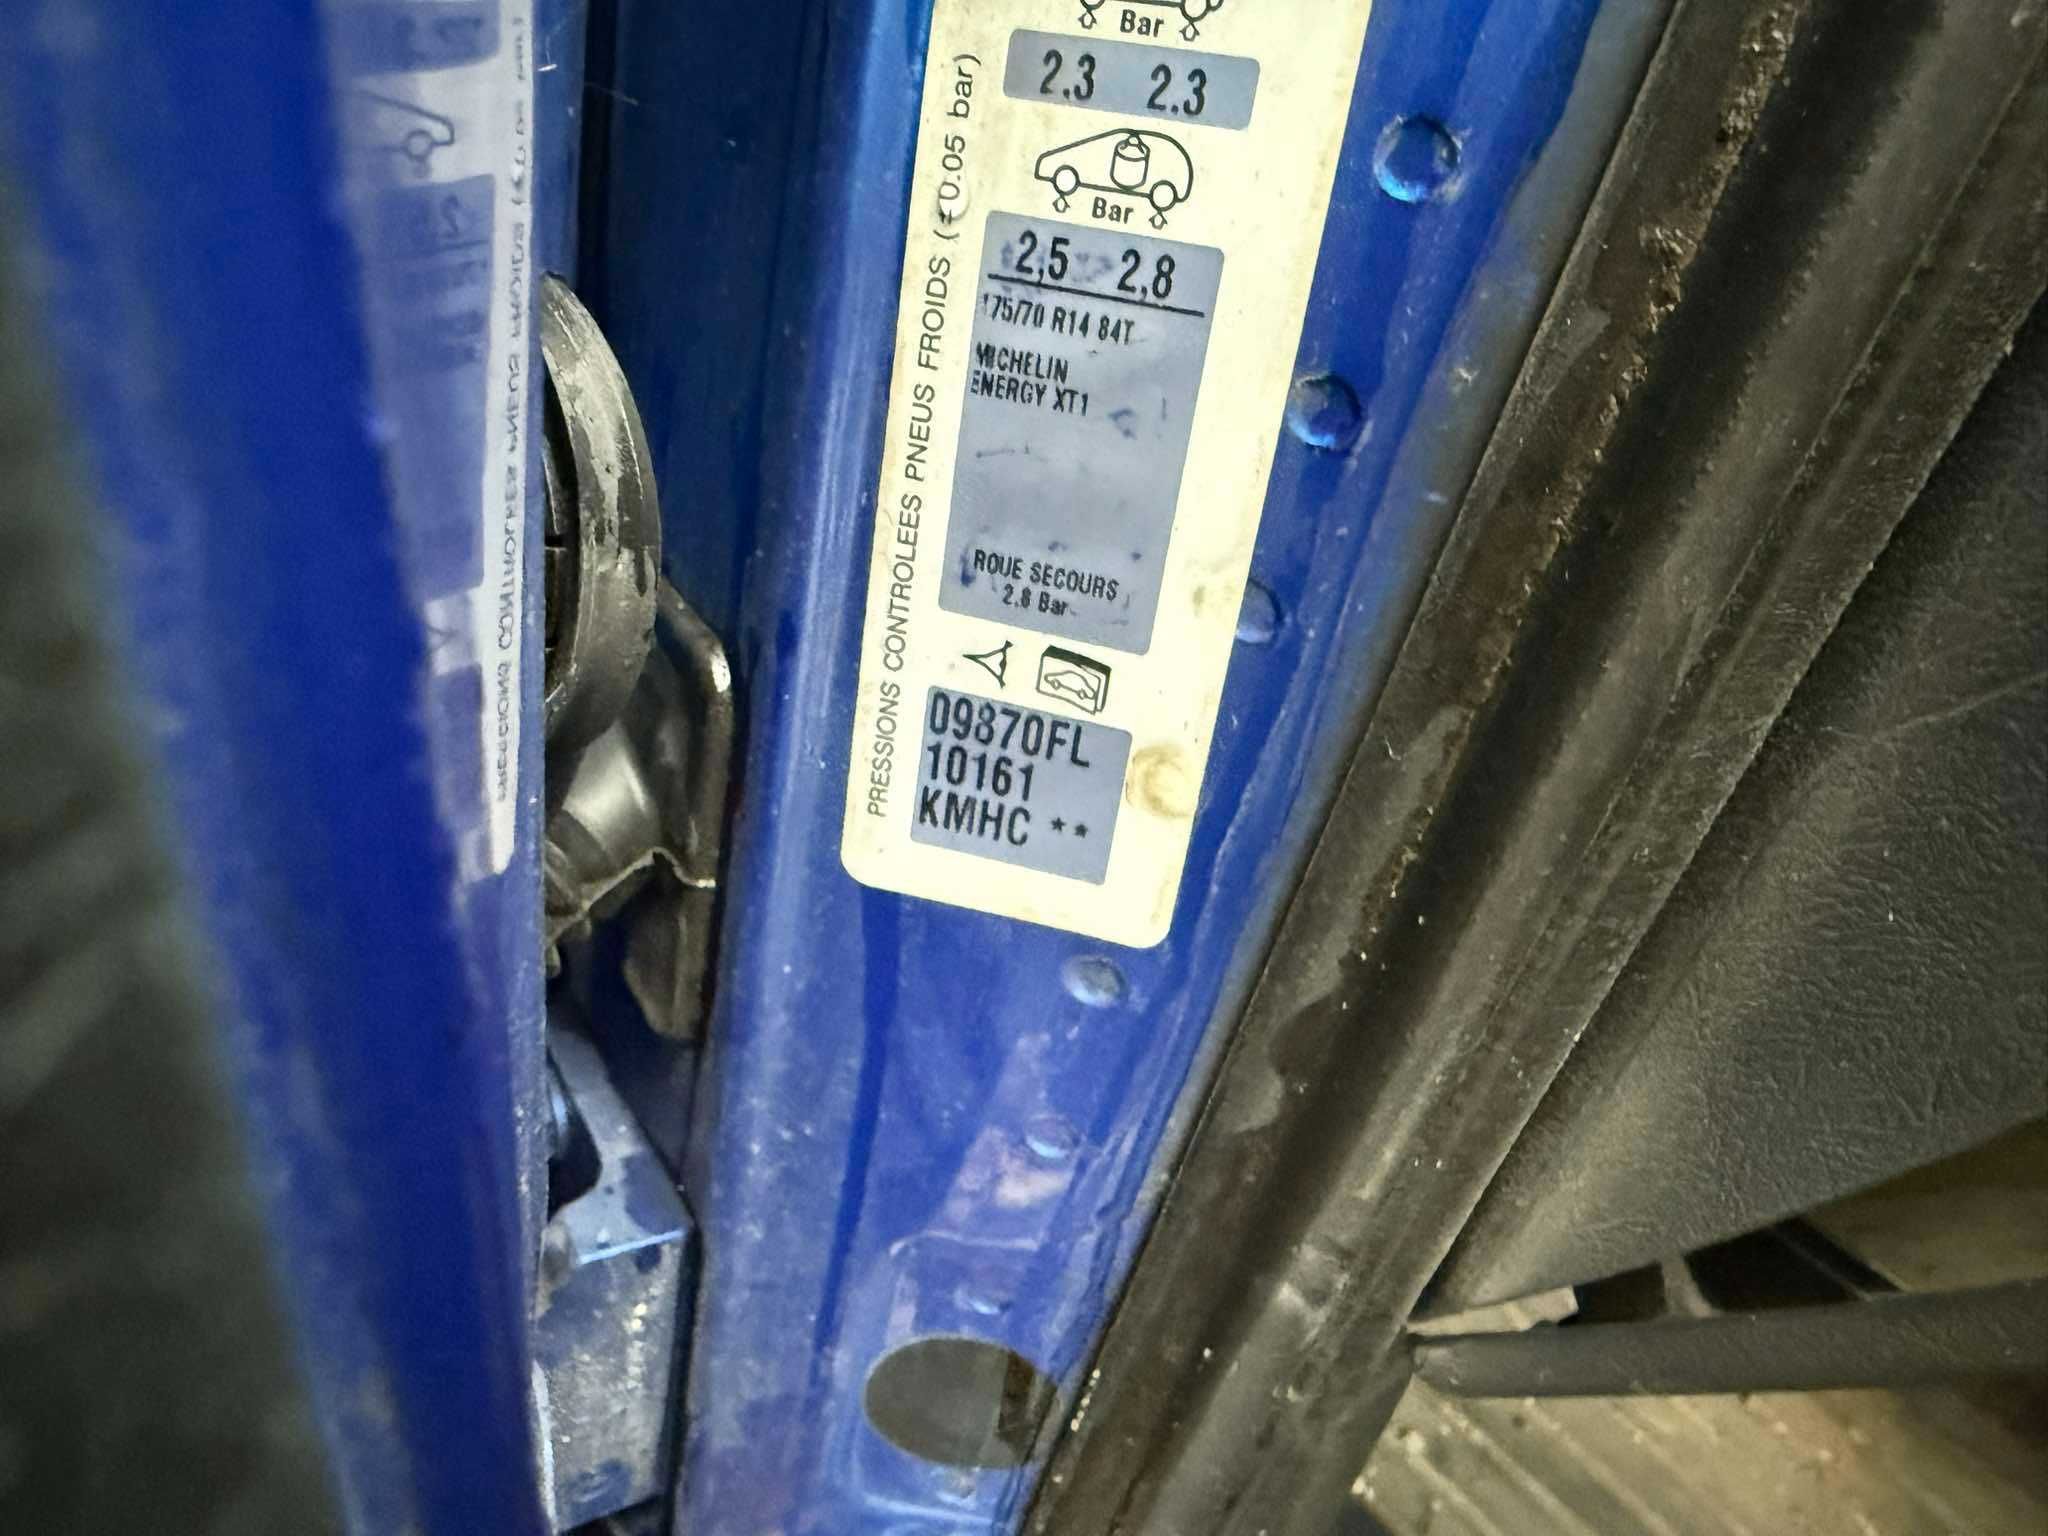 Bar
2.3 2.3
Bar
2,5 2,8
175/70 R14 84T
MICHELIN
ENERGY XT1
ROUE SECOURS
2.8 Bar
09870FL
10161
KMHC **
PRESSIONS CONTROLEES PNEUS FROIDS (±0.05 bar)